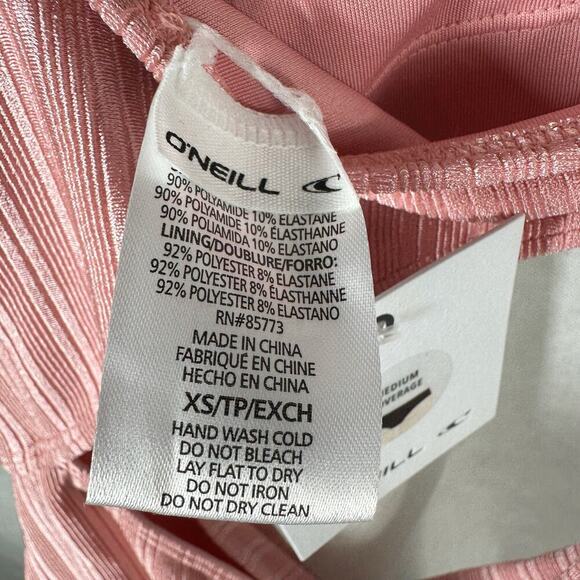 O'NEILL
90% POLYAMIDE 10% ELASTANE
90% POLYAMIDE 10% ÉLASTHANNE
90% POLIAMIDA 10% ELASTANO
LINING/DOUBLURE/FORRO:
92% POLYESTER 8% ELASTANE
92% POLYESTER 8% ÉLASTHANNE
92% POLYESTER 8% ELASTANO
RN#85773
MADE IN CHINA
FABRIQUÉ EN CHINE
HECHO EN CHINA
XS/TP/EXCH
HAND WASH COLD
DO NOT BLEACH
LAY FLAT TO DRY
DO NOT IRON
DO NOT DRY CLEAN
MEDIUM
COVERAGE
EILL